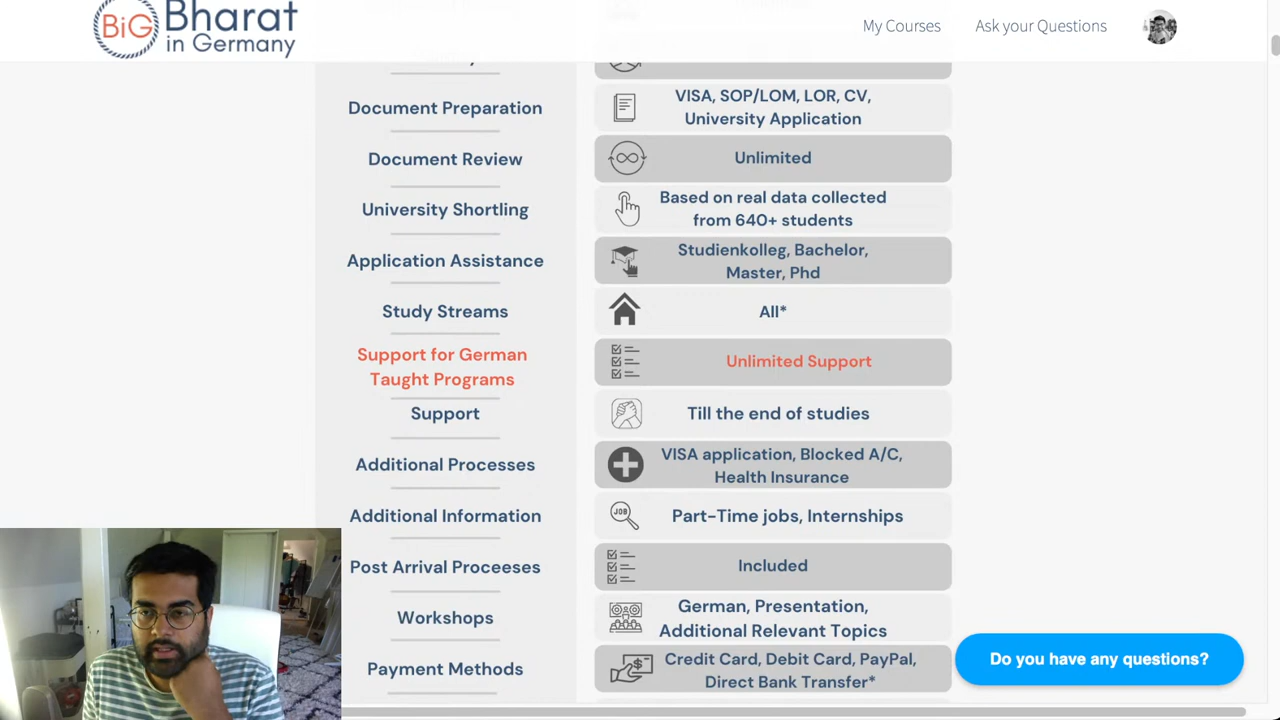 BiG Bharat
in Germany
My Courses
Ask your Questions
Document Preparation
VISA, SOP/LOM, LOR, CV,
University Application
Document Review
Unlimited
University Shortling
Based on real data collected
from 640+ students
Application Assistance
Studienkolleg, Bachelor,
Master, Phd
Study Streams
All*
Support for German
Taught Programs
Unlimited Support
Support
Till the end of studies
Additional Processes
VISA application, Blocked A/C,
Health Insurance
Additional Information
JOB
Part-Time jobs, Internships
Post Arrival Proceeses
Included
Workshops
German, Presentation,
Additional Relevant Topics
Payment Methods
Credit Card, Debit Card, PayPal,
Direct Bank Transfer*
Do you have any questions?